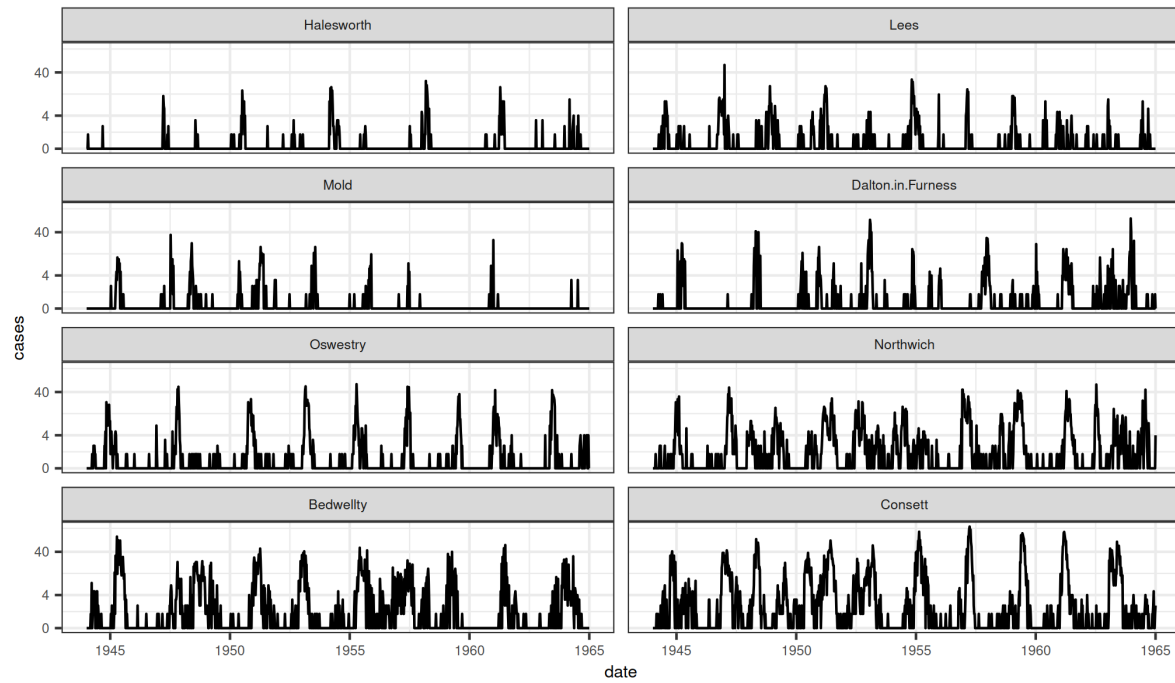 Halesworth
Lees
40
4
0
Mold
Dalton.in.Furness
40
4
0
cases
Oswestry
Northwich
40
4
0
Bedwellty
Consett
40
4
0
1945 1950 1955 1960 1965 1945 1950 1955 1960 1965
date